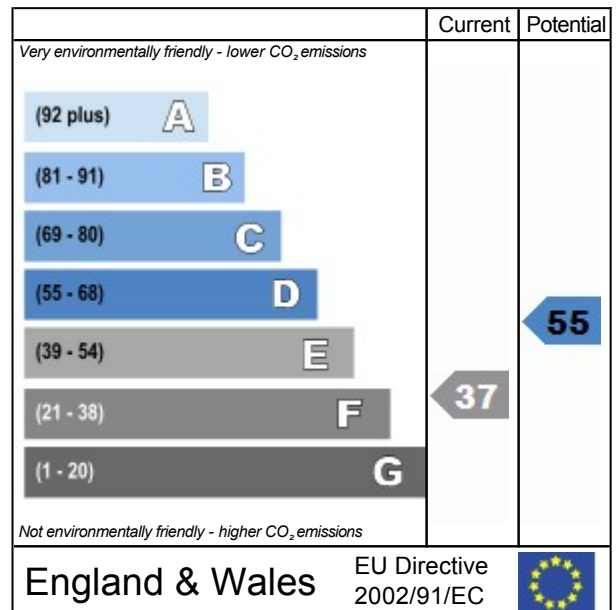 Current Potential
Very environmentally friendly - lower CO₂ emissions
(92 plus) A
(81 - 91) B
(69 - 80) C
(55 - 68) D
55
(39 - 54) E
37
(21 - 38) F
(1 - 20) G
Not environmentally friendly - higher CO₂ emissions
England & Wales
EU Directive
2002/91/EC